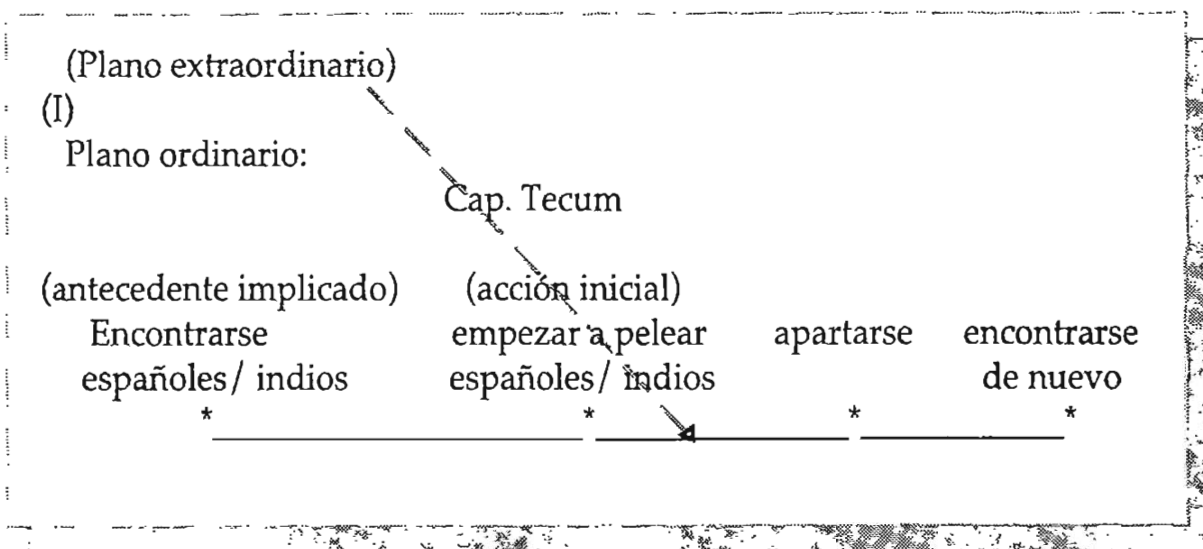 (Plano extraordinario)
(I)
Plano ordinario:
Cap. Tecum
(antecedente implicado) (acción inicial)
Encontrarse empezar a pelear apartarse encontrarse
españoles/ indios españoles/ indios de nuevo
* * * *